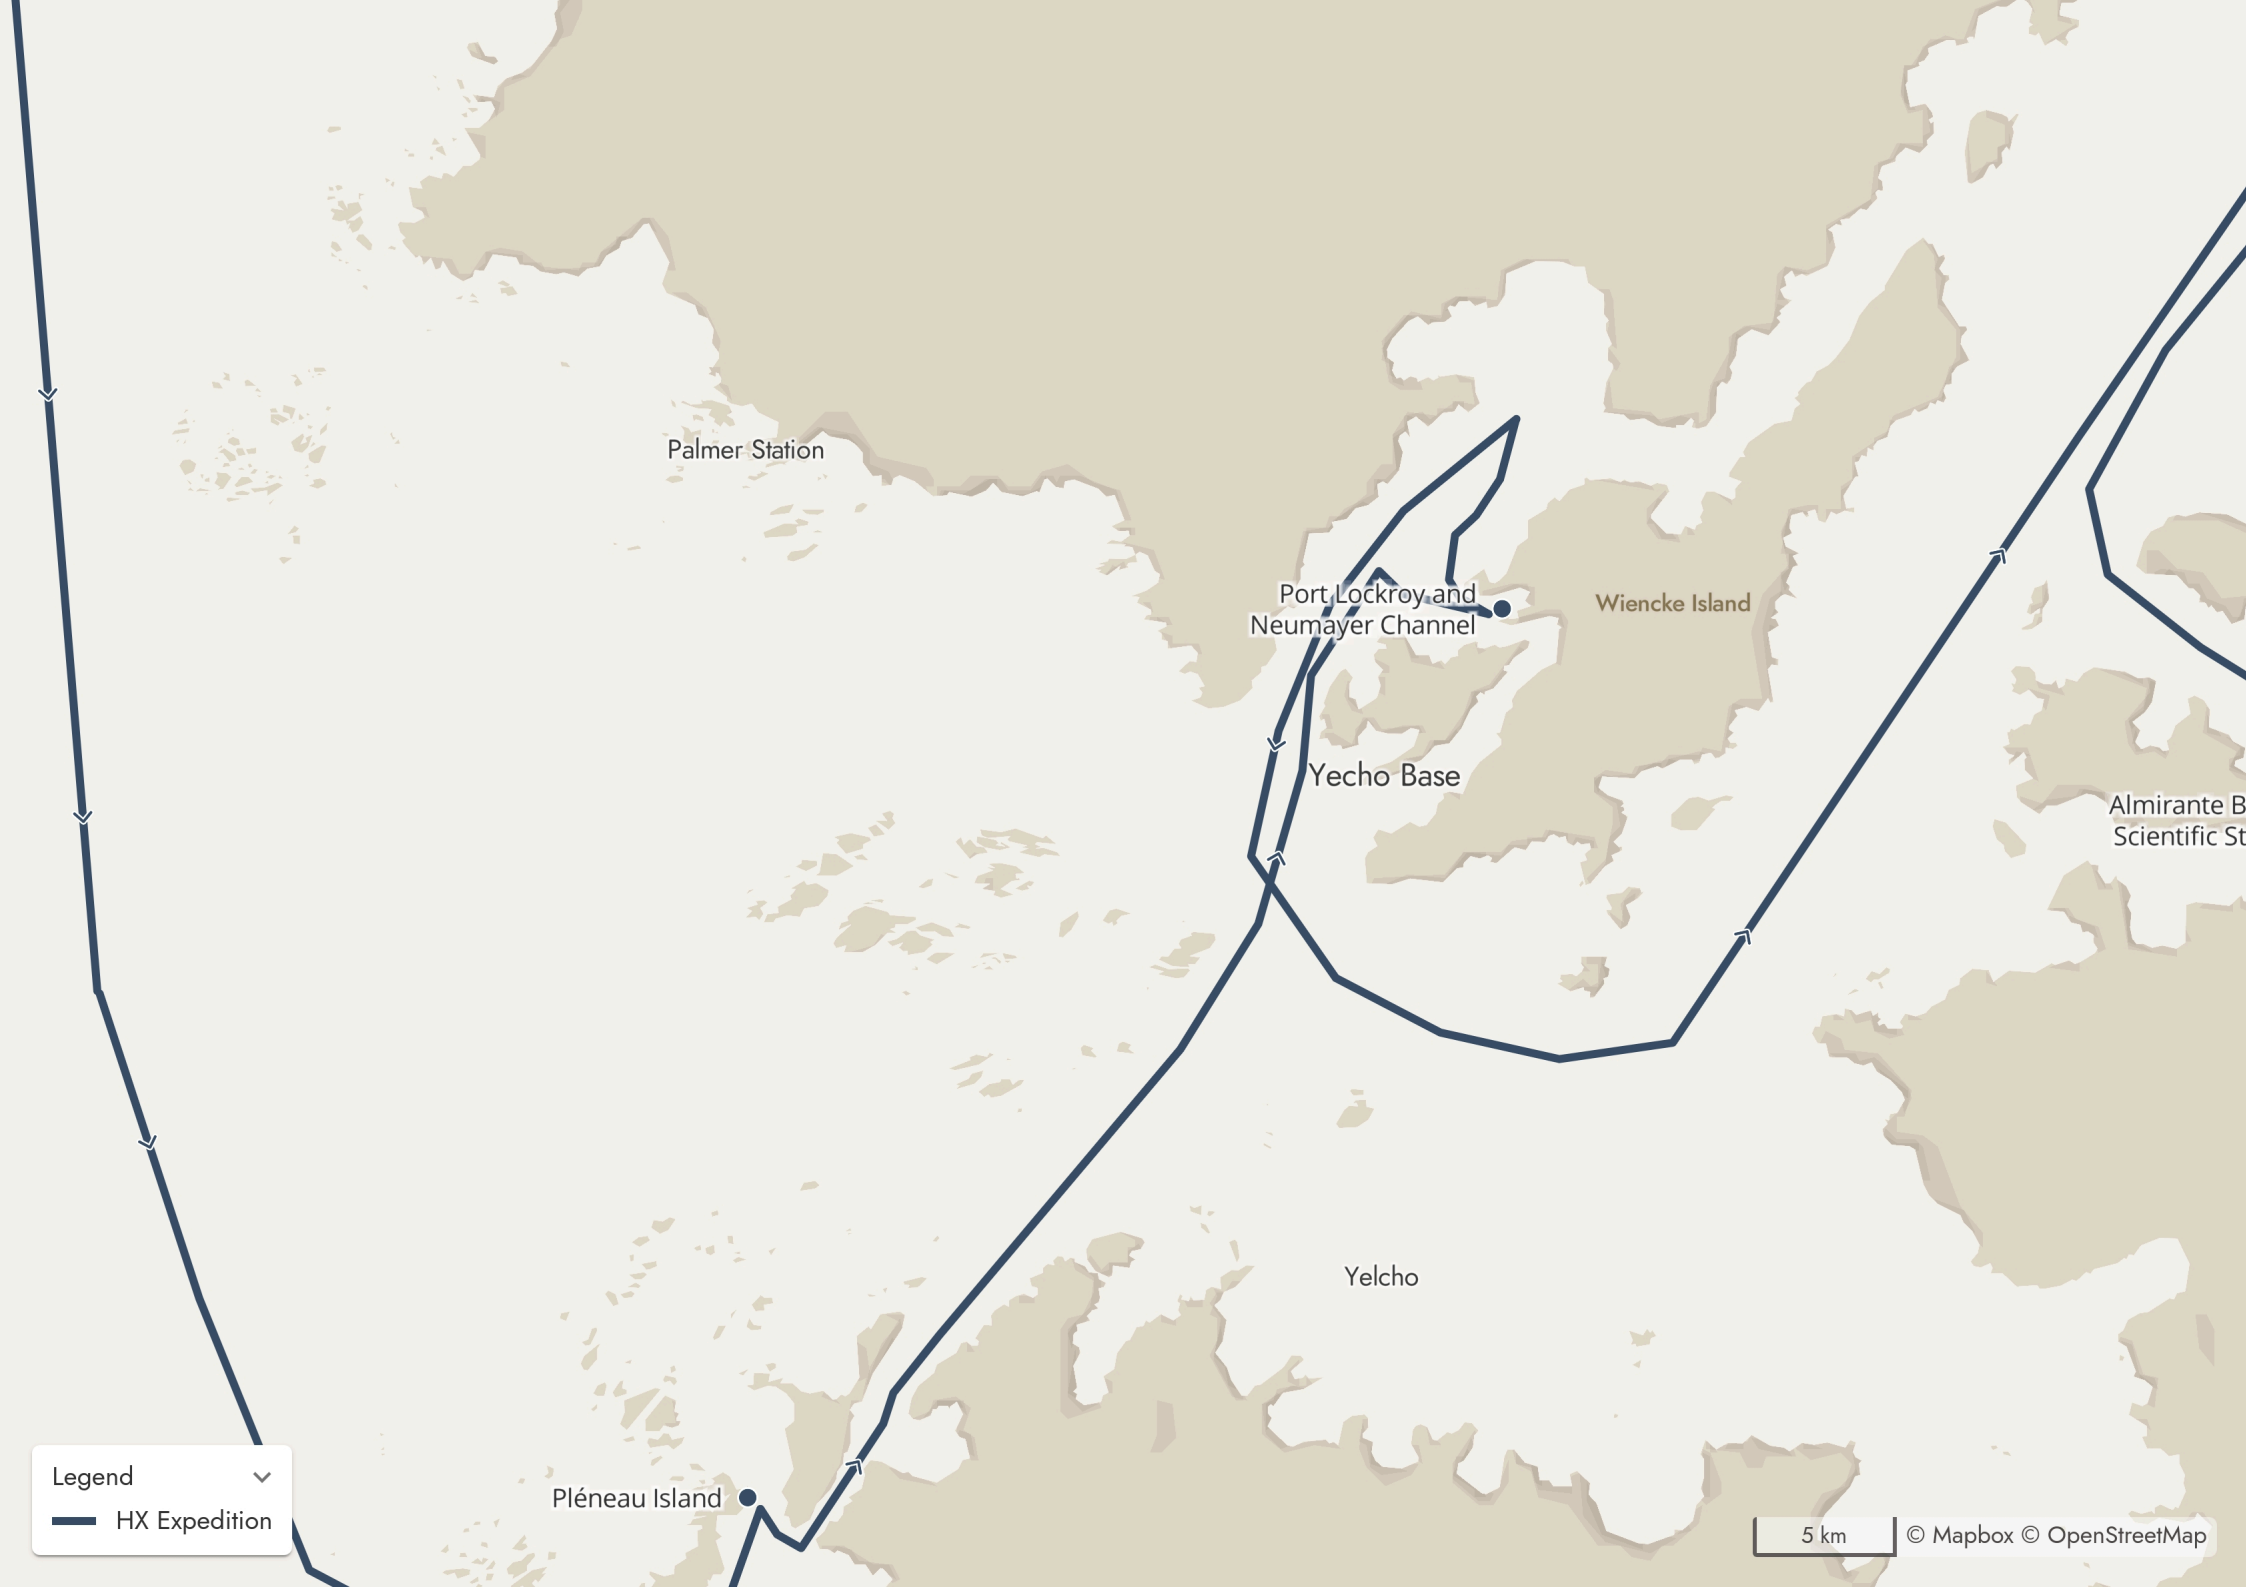 Palmer Station
Port Lockroy and
Neumayer Channel
Wiencke Island
Yecho Base
Almirante B
Scientific St
Yelcho
Pléneau Island
Legend
HX Expedition
5 km
© Mapbox © OpenStreetMap